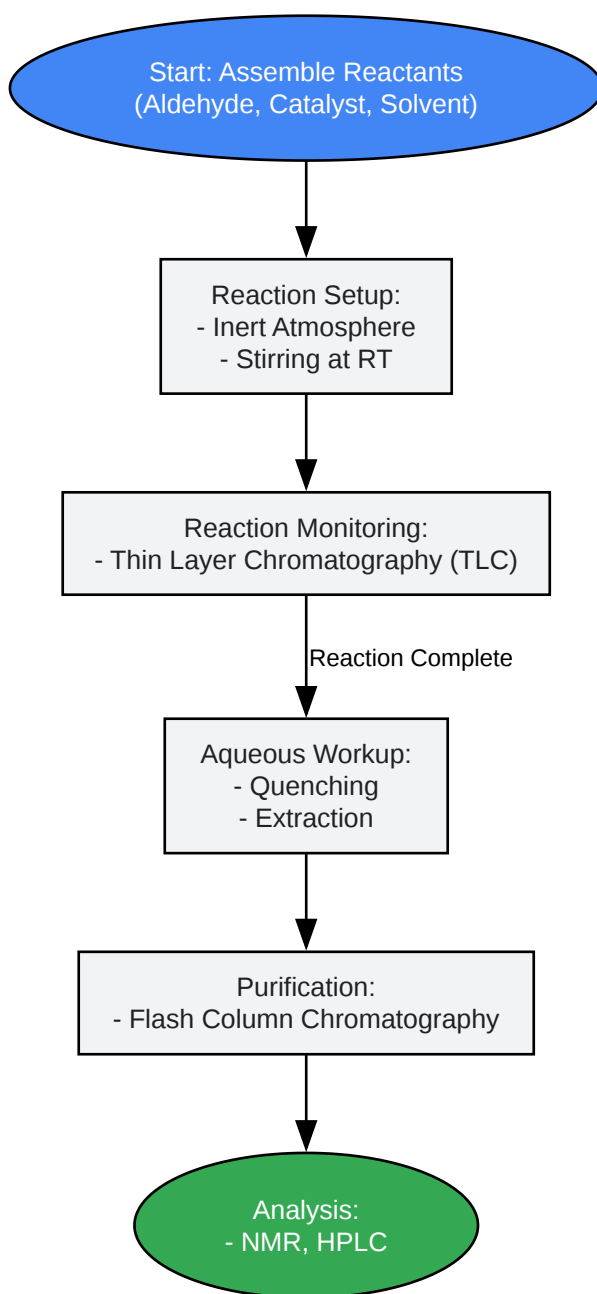 Start: Assemble Reactants
(Aldehyde, Catalyst, Solvent)
Reaction Setup:
- Inert Atmosphere
- Stirring at RT
Reaction Monitoring:
- Thin Layer Chromatography (TLC)
Reaction Complete
Aqueous Workup:
- Quenching
- Extraction
Purification:
- Flash Column Chromatography
Analysis:
- NMR, HPLC